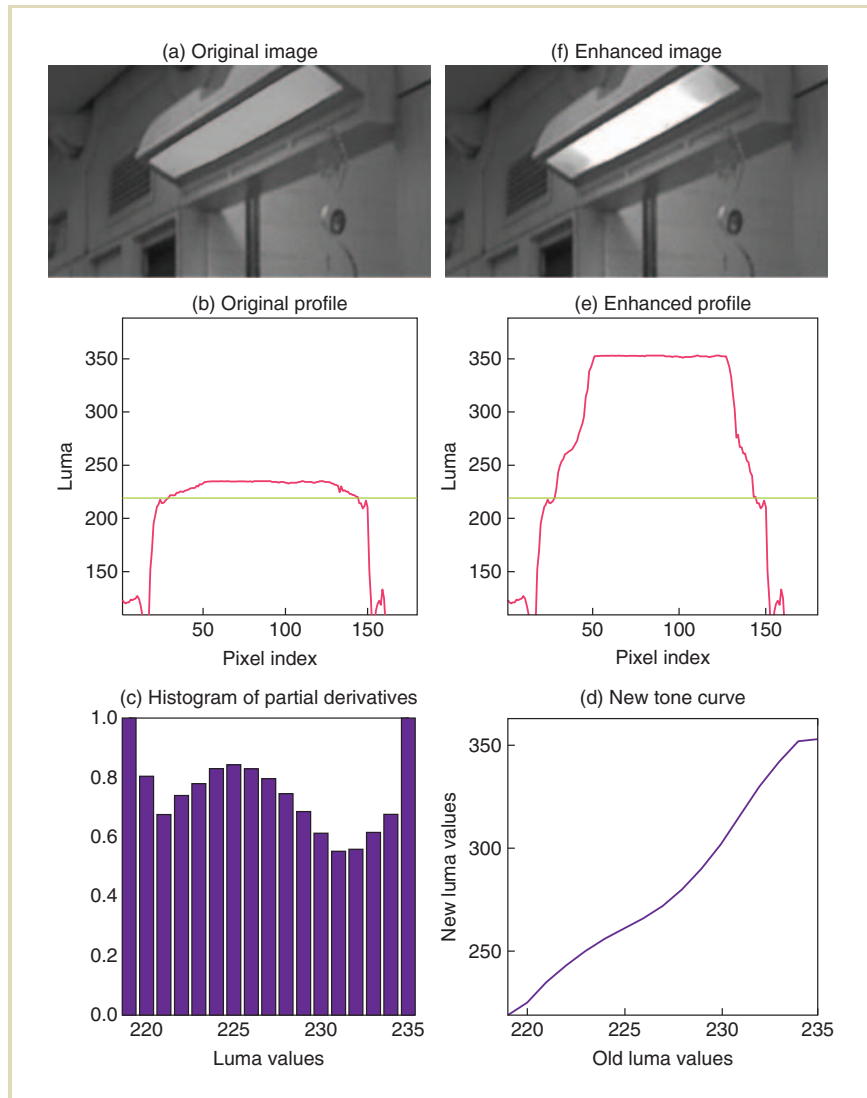 (a) Original image
(f) Enhanced image
(b) Original profile
350
300
250
200
150
Luma
50
100
150
Pixel index
(e) Enhanced profile
350
300
250
200
150
Luma
50
100
150
Pixel index
(c) Histogram of partial derivatives
1.0
0.8
0.6
0.4
0.2
0.0
220
225
230
235
Luma values
(d) New tone curve
350
300
250
New luma values
220
225
230
235
Old luma values